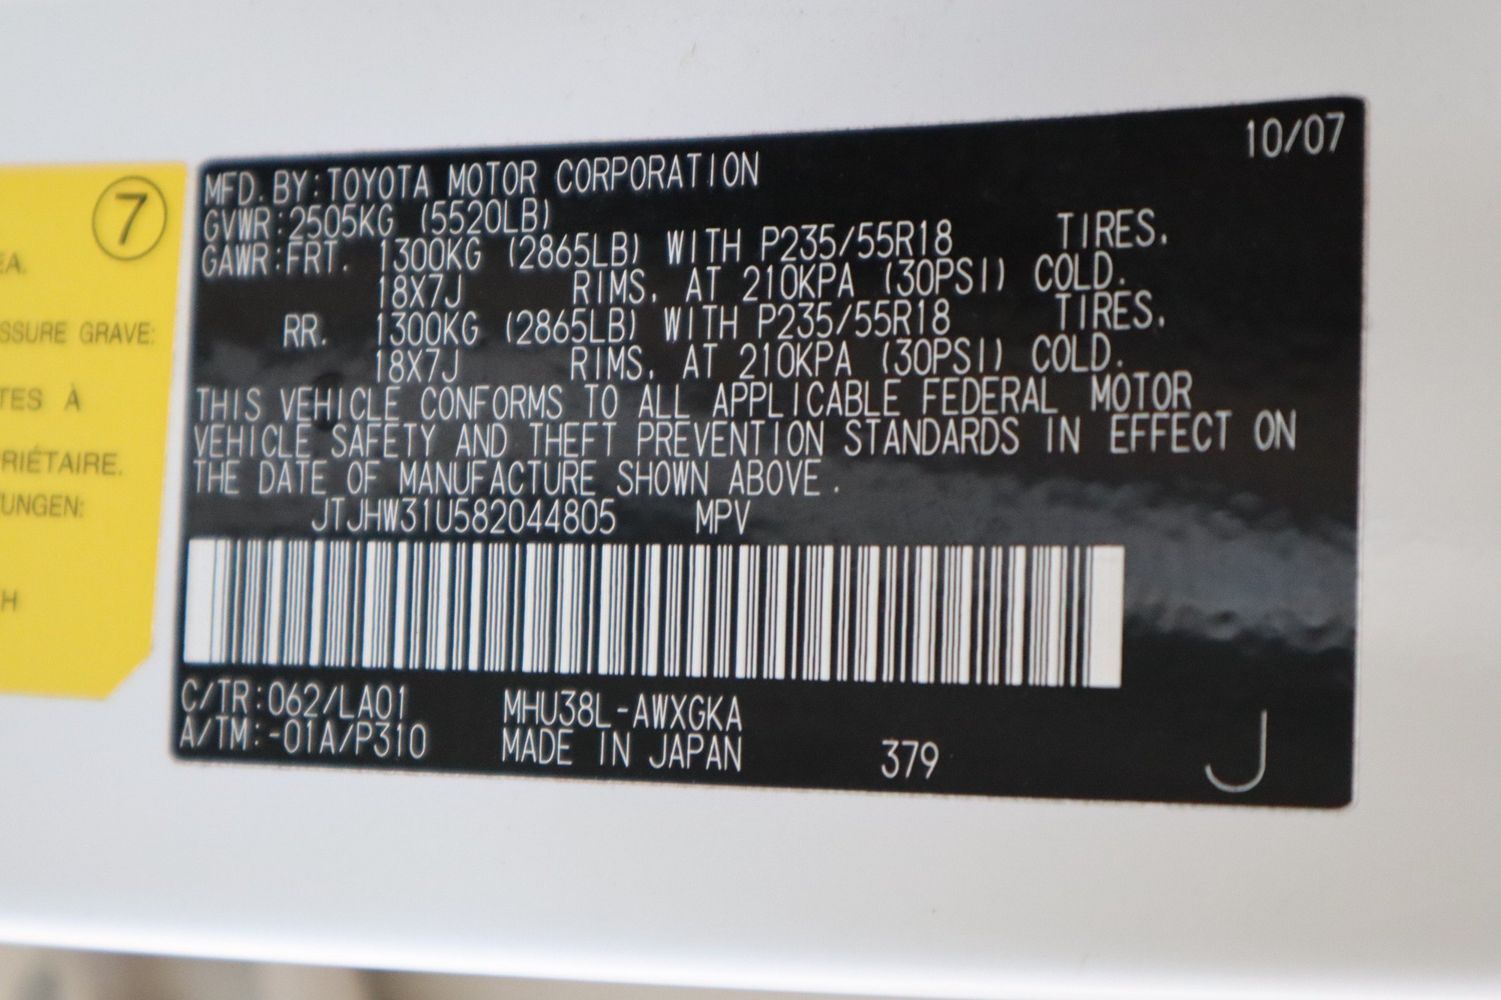 10/07
MFD. BY:TOYOTA MOTOR CORPORATION
GVWR:2505KG (5520LB)
GAWR:FRT. 1300KG (2865LB) WITH P235/55R18 TIRES.
18X7J RIMS, AT 210KPA (30PSI) COLD.
RR. 1300KG (2865LB) WITH P235/55R18 TIRES,
18X7J RIMS, AT 210KPA (30PSI) COLD.
THIS VEHICLE CONFORMS TO ALL APPLICABLE FEDERAL MOTOR
VEHICLE SAFETY AND THEFT PREVENTION STANDARDS IN EFFECT ON
THE DATE OF MANUFACTURE SHOWN ABOVE.
JTJHW31U582044805 MPV
C/TR:062/LA01 MHU38L-AWXGKA
A/TM:-01A/P310 MADE IN JAPAN 379 J
7
EA.
SSURE GRAVE:
TES À
RIÉTAIRE.
UNGEN:
H